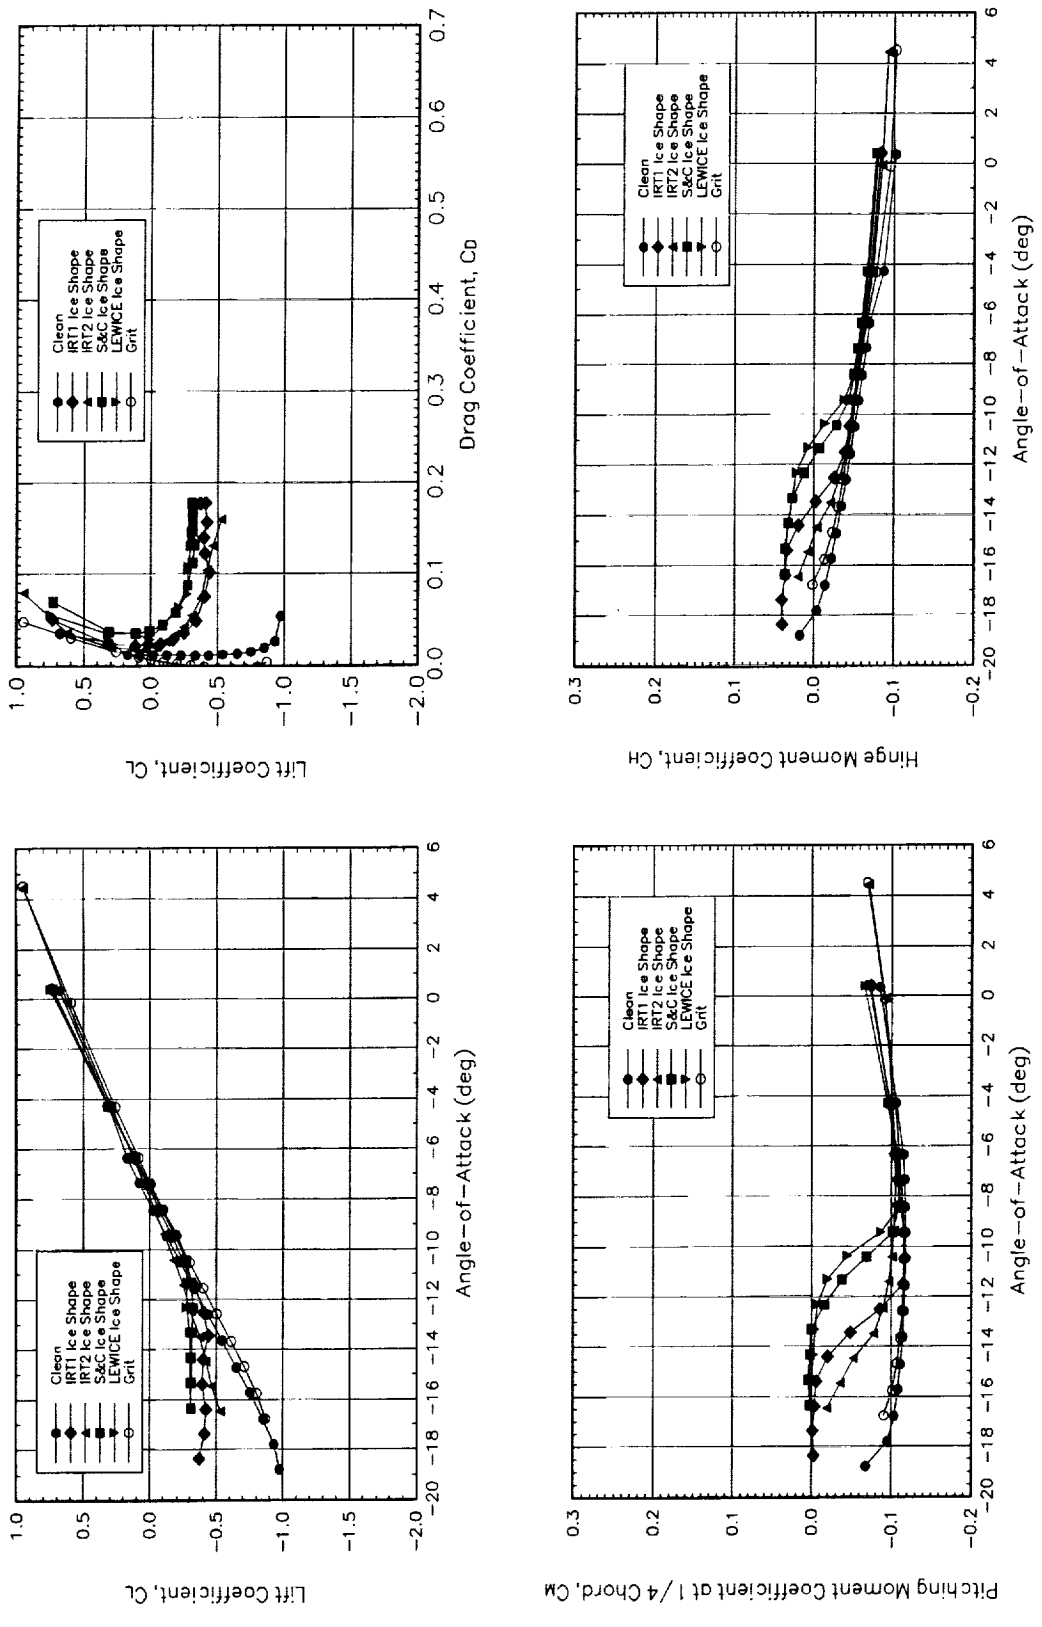 Clean
IRT1 Ice Shape
IRT2 Ice Shape
S&C Ice Shape
LEWICE Ice Shape
Grit
1.0
0.5
0.0
−0.5
−1.0
−1.5
−2.0
−20 −18 −16 −14 −12 −10 −8 −6 −4 −2 0 2 4 6
Lift Coefficient, CL
Angle−of−Attack (deg)
Clean
IRT1 Ice Shape
IRT2 Ice Shape
S&C Ice Shape
LEWICE Ice Shape
Grit
1.0
0.5
0.0
−0.5
−1.0
−1.5
−2.0
0.0 0.1 0.2 0.3 0.4 0.5 0.6 0.7
Lift Coefficient, CL
Drag Coefficient, CD
Clean
IRT1 Ice Shape
IRT2 Ice Shape
S&C Ice Shape
LEWICE Ice Shape
Grit
0.3
0.2
0.1
0.0
−0.1
−0.2
−20 −18 −16 −14 −12 −10 −8 −6 −4 −2 0 2 4 6
Pitching Moment Coefficient at 1/4 Chord, CM
Angle−of−Attack (deg)
Clean
IRT1 Ice Shape
IRT2 Ice Shape
S&C Ice Shape
LEWICE Ice Shape
Grit
0.3
0.2
0.1
0.0
−0.1
−0.2
−20 −18 −16 −14 −12 −10 −8 −6 −4 −2 0 2 4 6
Hinge Moment Coefficient, CH
Angle−of−Attack (deg)